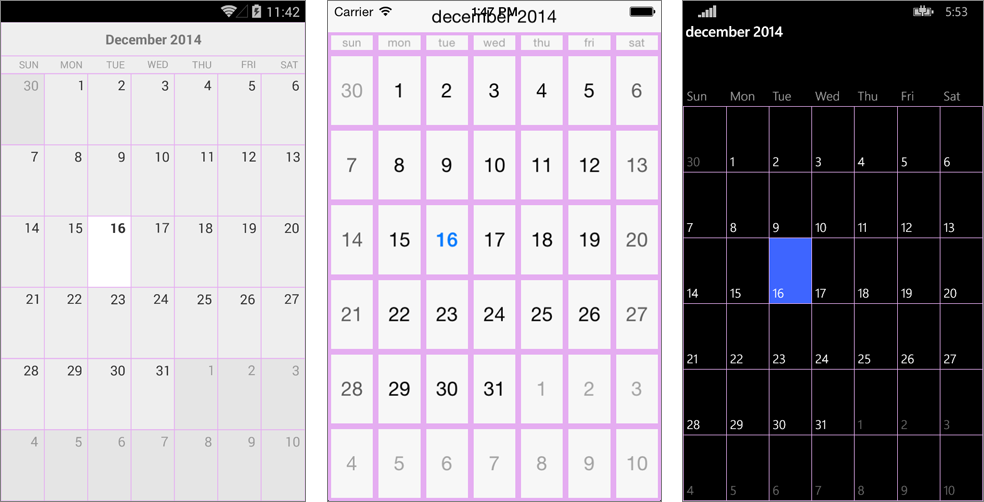 11:42
December 2014
SUN MON TUE WED THU FRI SAT
30 1 2 3 4 5 6
7 8 9 10 11 12 13
14 15 16 17 18 19 20
21 22 23 24 25 26 27
28 29 30 31 1 2 3
4 5 6 7 8 9 10
Carrier 1:47 PM
december 2014
sun mon tue wed thu fri sat
30 1 2 3 4 5 6
7 8 9 10 11 12 13
14 15 16 17 18 19 20
21 22 23 24 25 26 27
28 29 30 31 1 2 3
4 5 6 7 8 9 10
5:53
december 2014
Sun Mon Tue Wed Thu Fri Sat
30 1 2 3 4 5 6
7 8 9 10 11 12 13
14 15 16 17 18 19 20
21 22 23 24 25 26 27
28 29 30 31 1 2 3
4 5 6 7 8 9 10